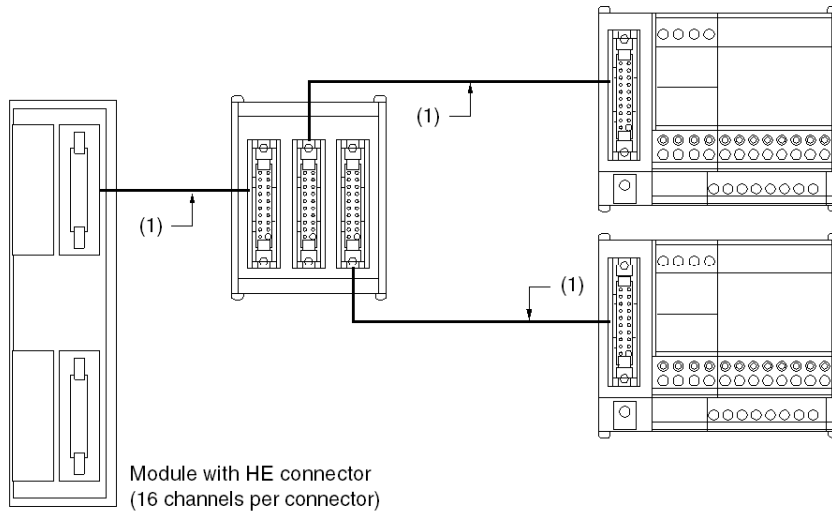 (1)
(1)
(1)
Module with HE connector
(16 channels per connector)